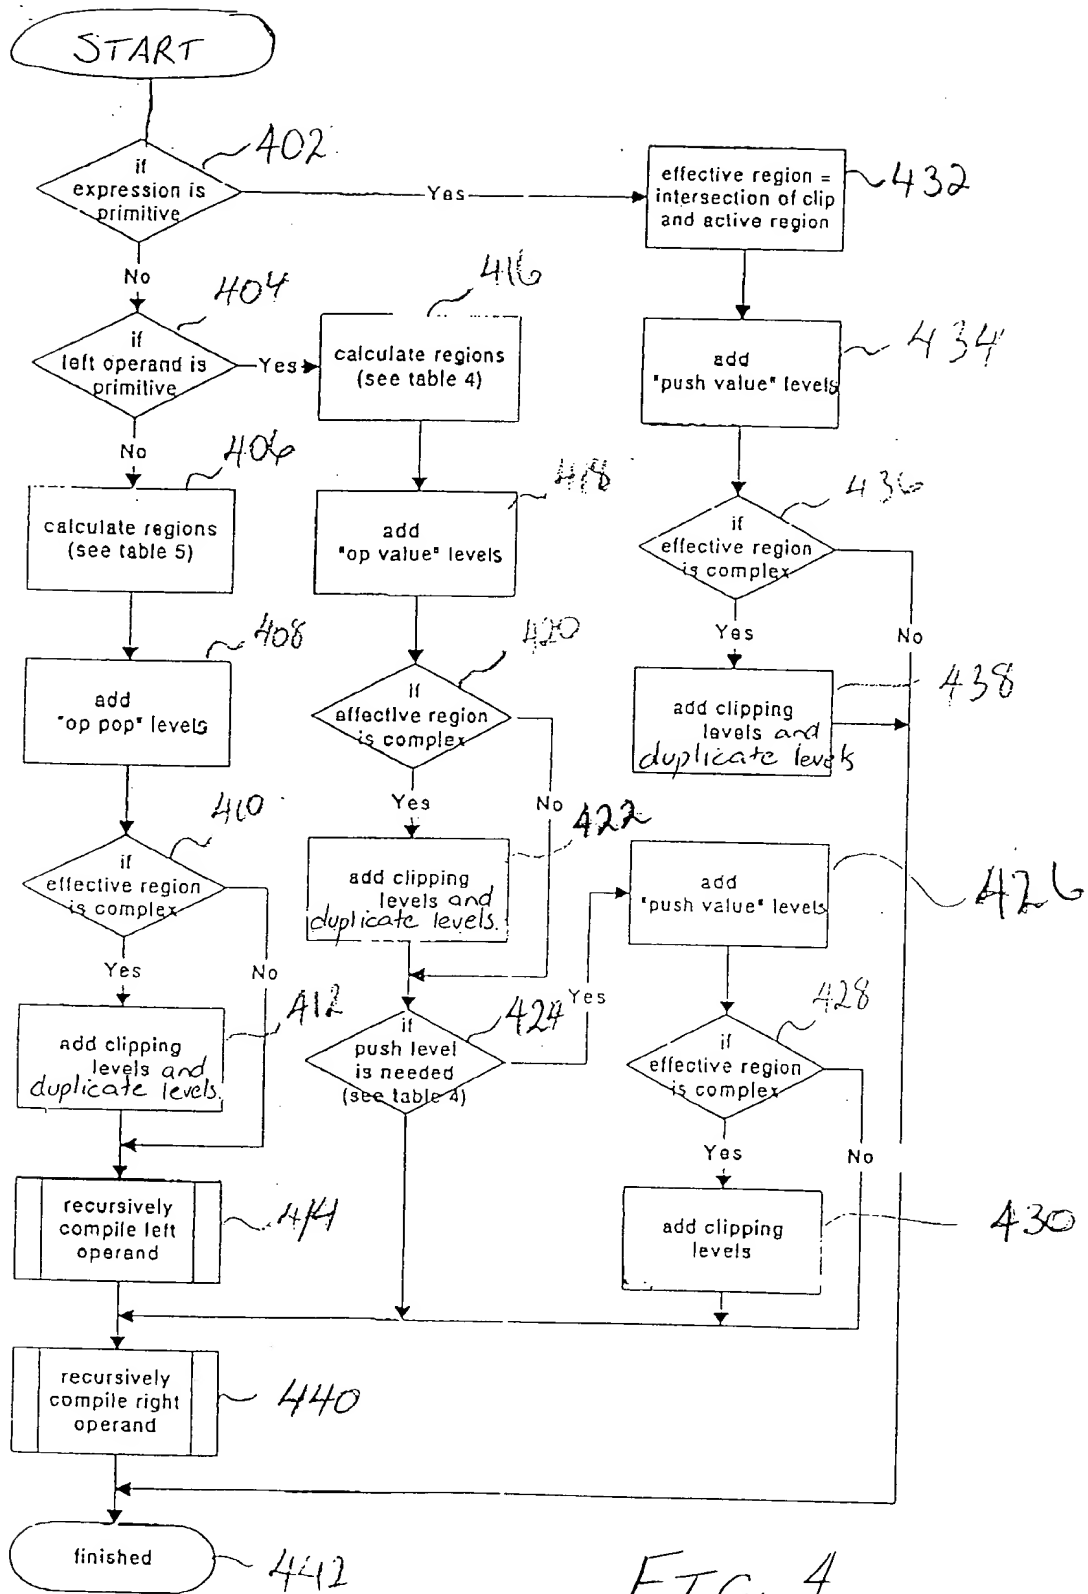 START
402
if
expression is
primitive
Yes
effective region =
intersection of clip
and active region
432
No
404
if
left operand is
primitive
Yes
416
calculate regions
(see table 4)
434
add
"push value" levels
No
406
calculate regions
(see table 5)
418
add
"op value" levels
436
if
effective region
is complex
Yes
No
408
add
"op pop" levels
420
if
effective region
is complex
438
add clipping
levels and
duplicate levels
Yes
No
410
if
effective region
is complex
422
add clipping
levels and
duplicate levels.
426
add
"push value" levels
Yes
No
412
add clipping
levels and
duplicate levels.
424
if
push level
is needed
(see table 4)
Yes
428
if
effective region
is complex
Yes
No
414
recursively
compile left
operand
430
add clipping
levels
440
recursively
compile right
operand
finished
442
FIG. 4